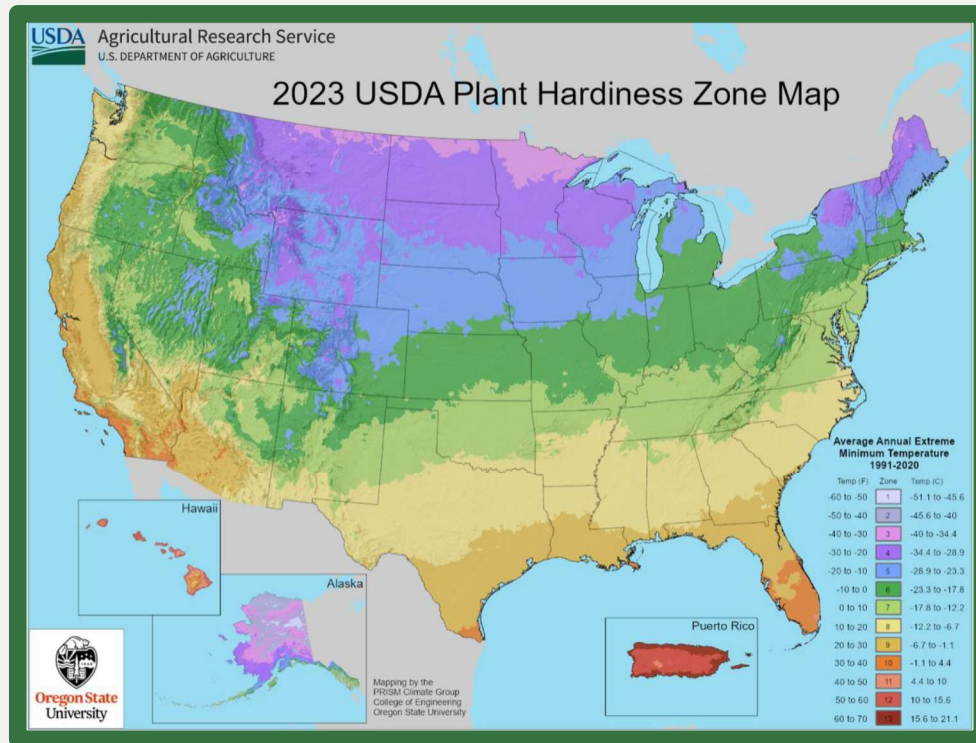 USDA
Agricultural Research Service
U.S. DEPARTMENT OF AGRICULTURE
2023 USDA Plant Hardiness Zone Map
Hawaii
Alaska
Puerto Rico
Oregon State
University
Mapping by the
PRISM Climate Group
College of Engineering
Oregon State University
Average Annual Extreme
Minimum Temperature
1991-2020
Temp (F) Zone Temp (C)
-60 to -50 1 -51.1 to -45.6
-50 to -40 2 -45.6 to -40
-40 to -30 3 -40 to -34.4
-30 to -20 4 -34.4 to -28.9
-20 to -10 5 -28.9 to -23.3
-10 to 0 6 -23.3 to -17.8
0 to 10 7 -17.8 to -12.2
10 to 20 8 -12.2 to -6.7
20 to 30 9 -6.7 to -1.1
30 to 40 10 -1.1 to 4.4
40 to 50 11 4.4 to 10
50 to 60 12 10 to 15.6
60 to 70 13 15.6 to 21.1